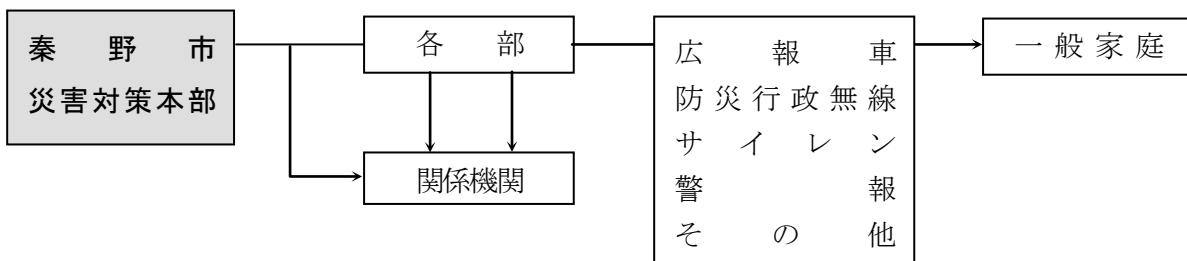 秦野市
災害対策本部
各部
関係機関
広報車
防災行政無線
サイレン
警報
その他
一般家庭